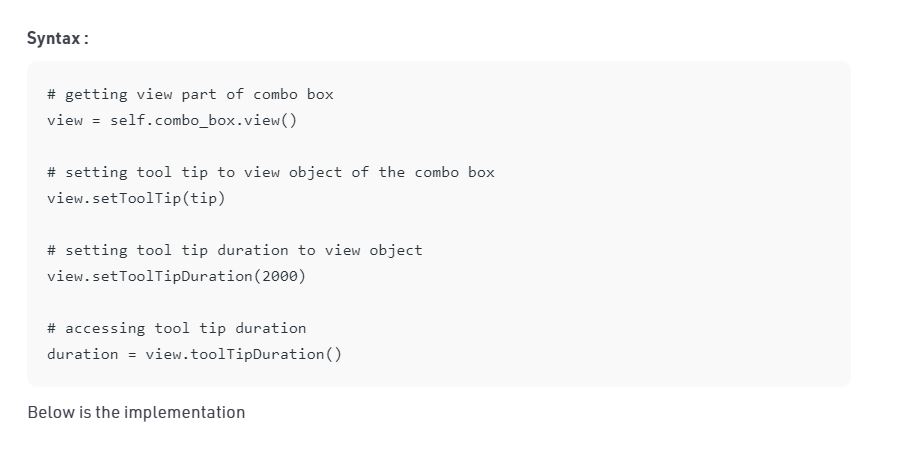 Syntax :
# getting view part of combo box
view = self.combo_box.view()
# setting tool tip to view object of the combo box
view.setToolTip(tip)
# setting tool tip duration to view object
view.setToolTipDuration(2000)
# accessing tool tip duration
duration = view.toolTipDuration()
Below is the implementation